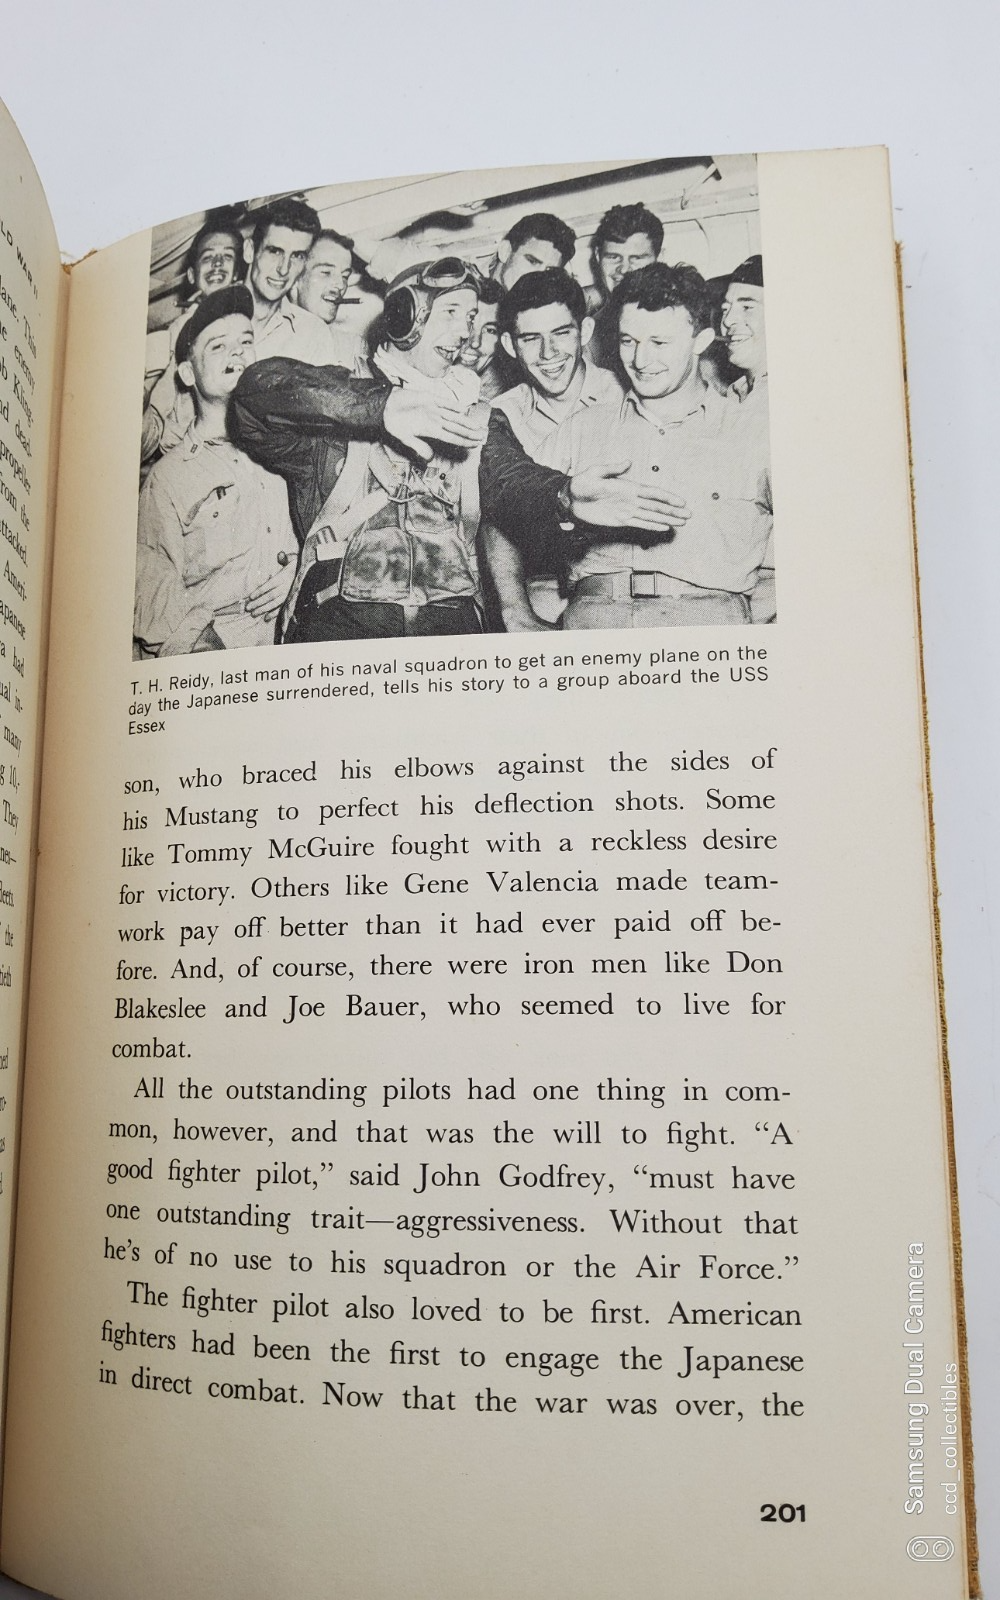 LD WAR II
T. H. Reidy, last man of his naval squadron to get an enemy plane on the
day the Japanese surrendered, tells his story to a group aboard the USS
Essex
son, who braced his elbows against the sides of
his Mustang to perfect his deflection shots. Some
like Tommy McGuire fought with a reckless desire
for victory. Others like Gene Valencia made team-
work pay off better than it had ever paid off be-
fore. And, of course, there were iron men like Don
Blakeslee and Joe Bauer, who seemed to live for
combat.
All the outstanding pilots had one thing in com-
mon, however, and that was the will to fight. “A
good fighter pilot,” said John Godfrey, “must have
one outstanding trait—aggressiveness. Without that
he’s of no use to his squadron or the Air Force.”
The fighter pilot also loved to be first. American
fighters had been the first to engage the Japanese
in direct combat. Now that the war was over, the
201
Samsung Dual Camera
ccd_collectibles